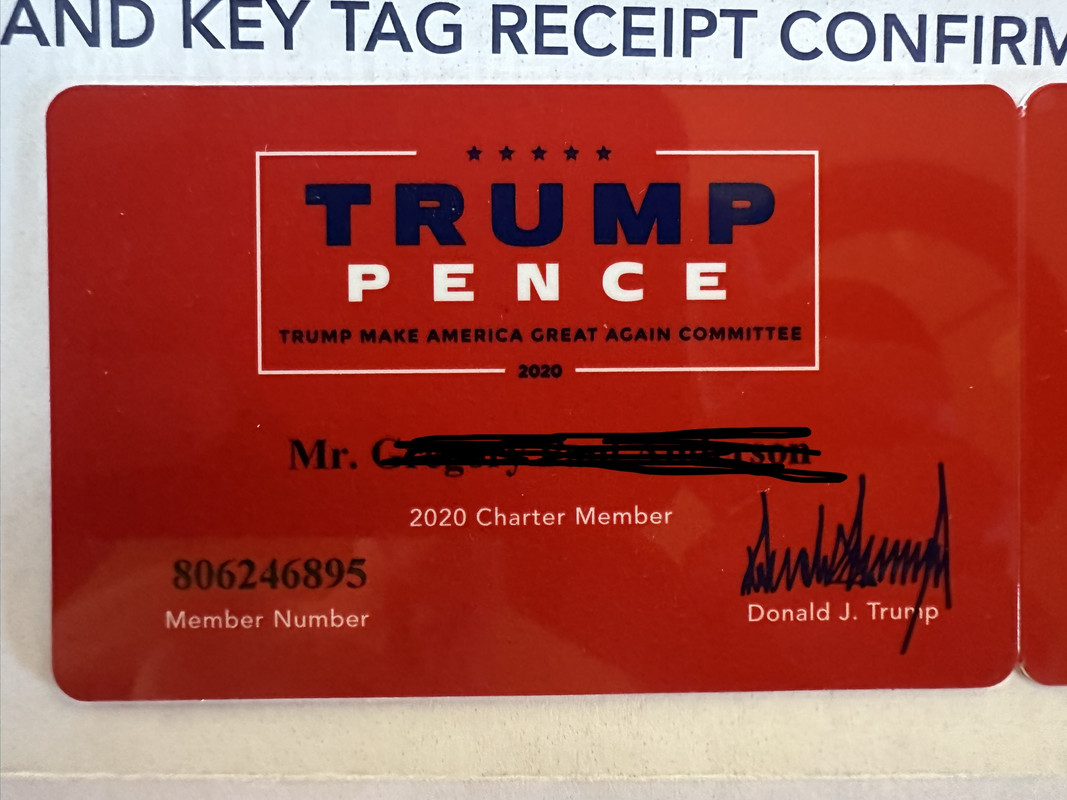 AND KEY TAG RECEIPT CONFIRM
TRUMP
PENCE
TRUMP MAKE AMERICA GREAT AGAIN COMMITTEE
2020
Mr.
2020 Charter Member
806246895
Member Number
Donald J. Trump